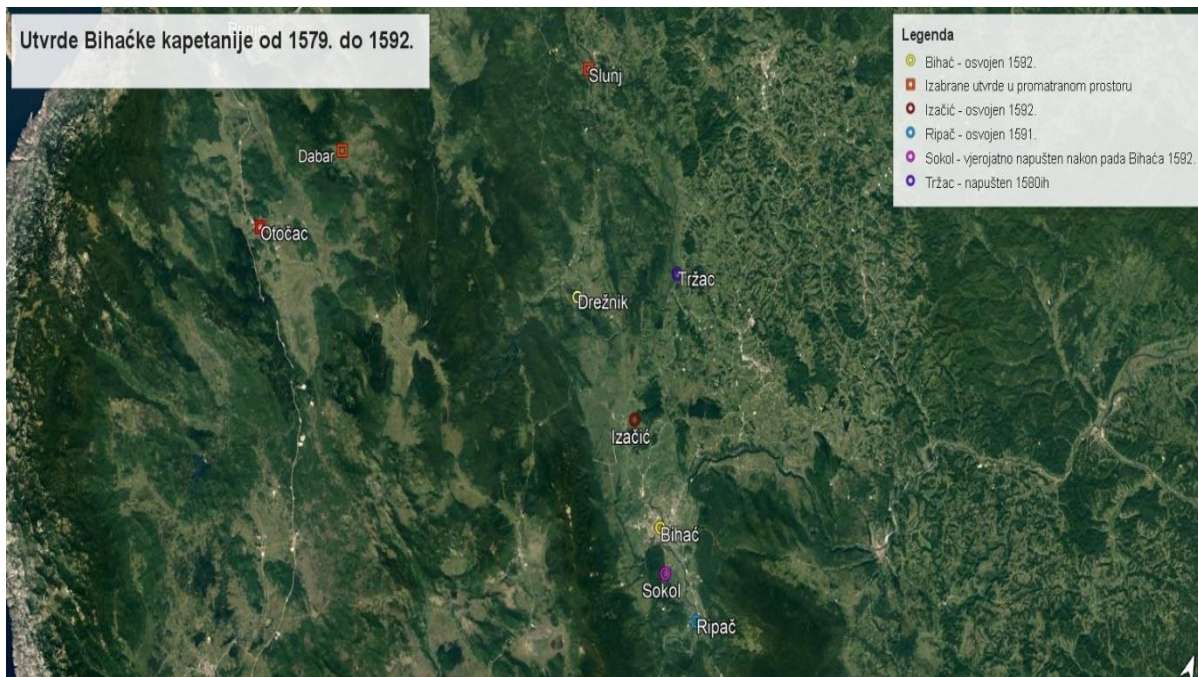 Utvrde Bihaćke kapetanije od 1579. do 1592.
Legenda
Bihać - osvojen 1592.
Izabrane utvrde u promatranom prostoru
Izačić - osvojen 1592.
Ripač - osvojen 1591.
Sokol - vjerojatno napušten nakon pada Bihaća 1592.
Tržac - napušten 1580ih
Slunj
Dabar
Otočac
Tržac
Drežnik
Izačić
Bihać
Sokol
Ripač